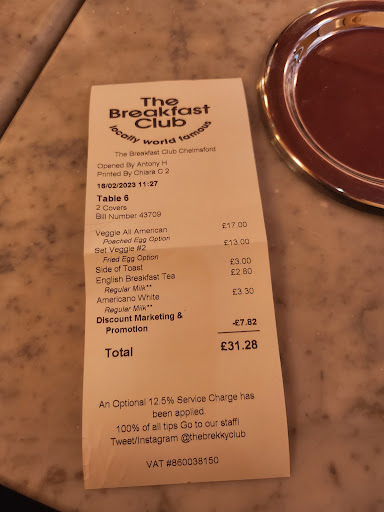 The
Breakfast
Club
locally world famous
The Breakfast Club Chelmsford
Opened By Antony H
Printed By Chiara C 2
16/02/2023 11:27
Table 6
2 Covers
Bill Number 43709
Veggie All American £17.00
Poached Egg Option
Set Veggie #2 £13.00
Fried Egg Option
Side of Toast £3.00
English Breakfast Tea £2.80
Regular Milk**
Americano White £3.30
Regular Milk**
Discount Marketing &
Promotion -£7.82
Total £31.28
An Optional 12.5% Service Charge has
been applied.
100% of all tips Go to our staff!
Tweet/Instagram @thebrekkyclub
VAT #860038150